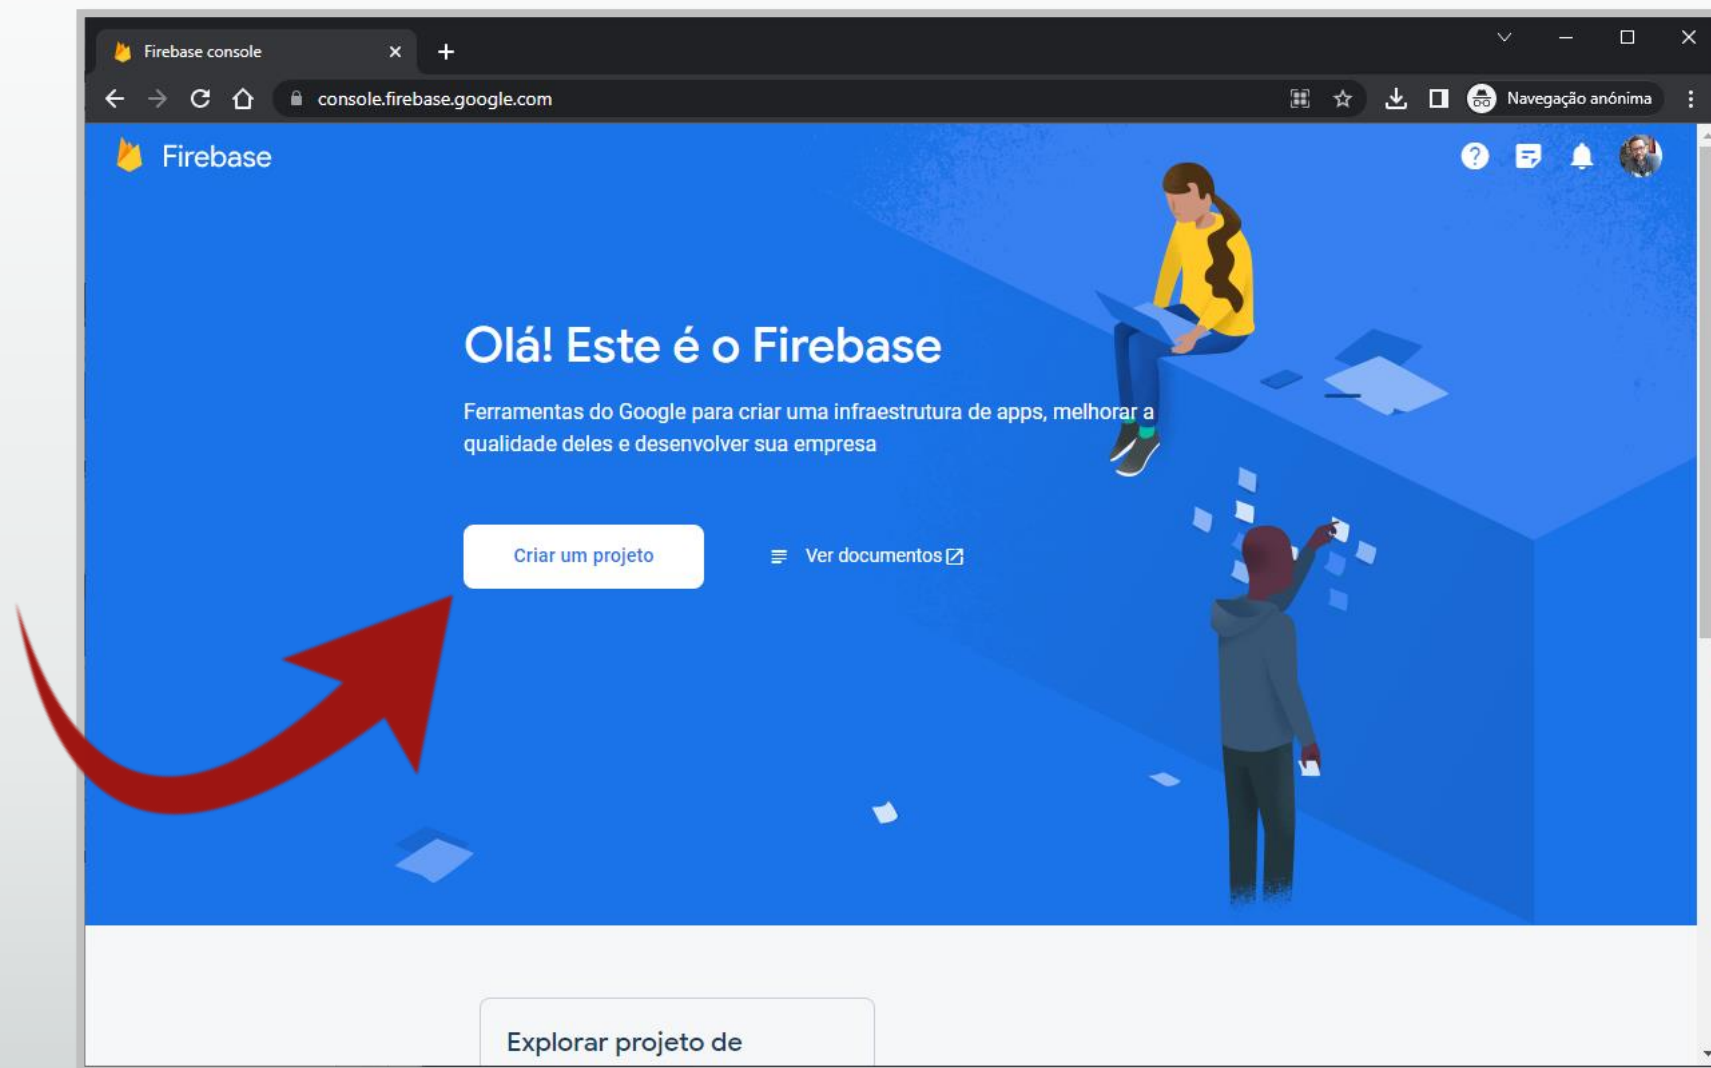 Firebase console
console.firebase.google.com
Navegação anónima
Firebase
Olá! Este é o Firebase
Ferramentas do Google para criar uma infraestrutura de apps, melhorar a
qualidade deles e desenvolver sua empresa
Criar um projeto
Ver documentos
Explorar projeto de